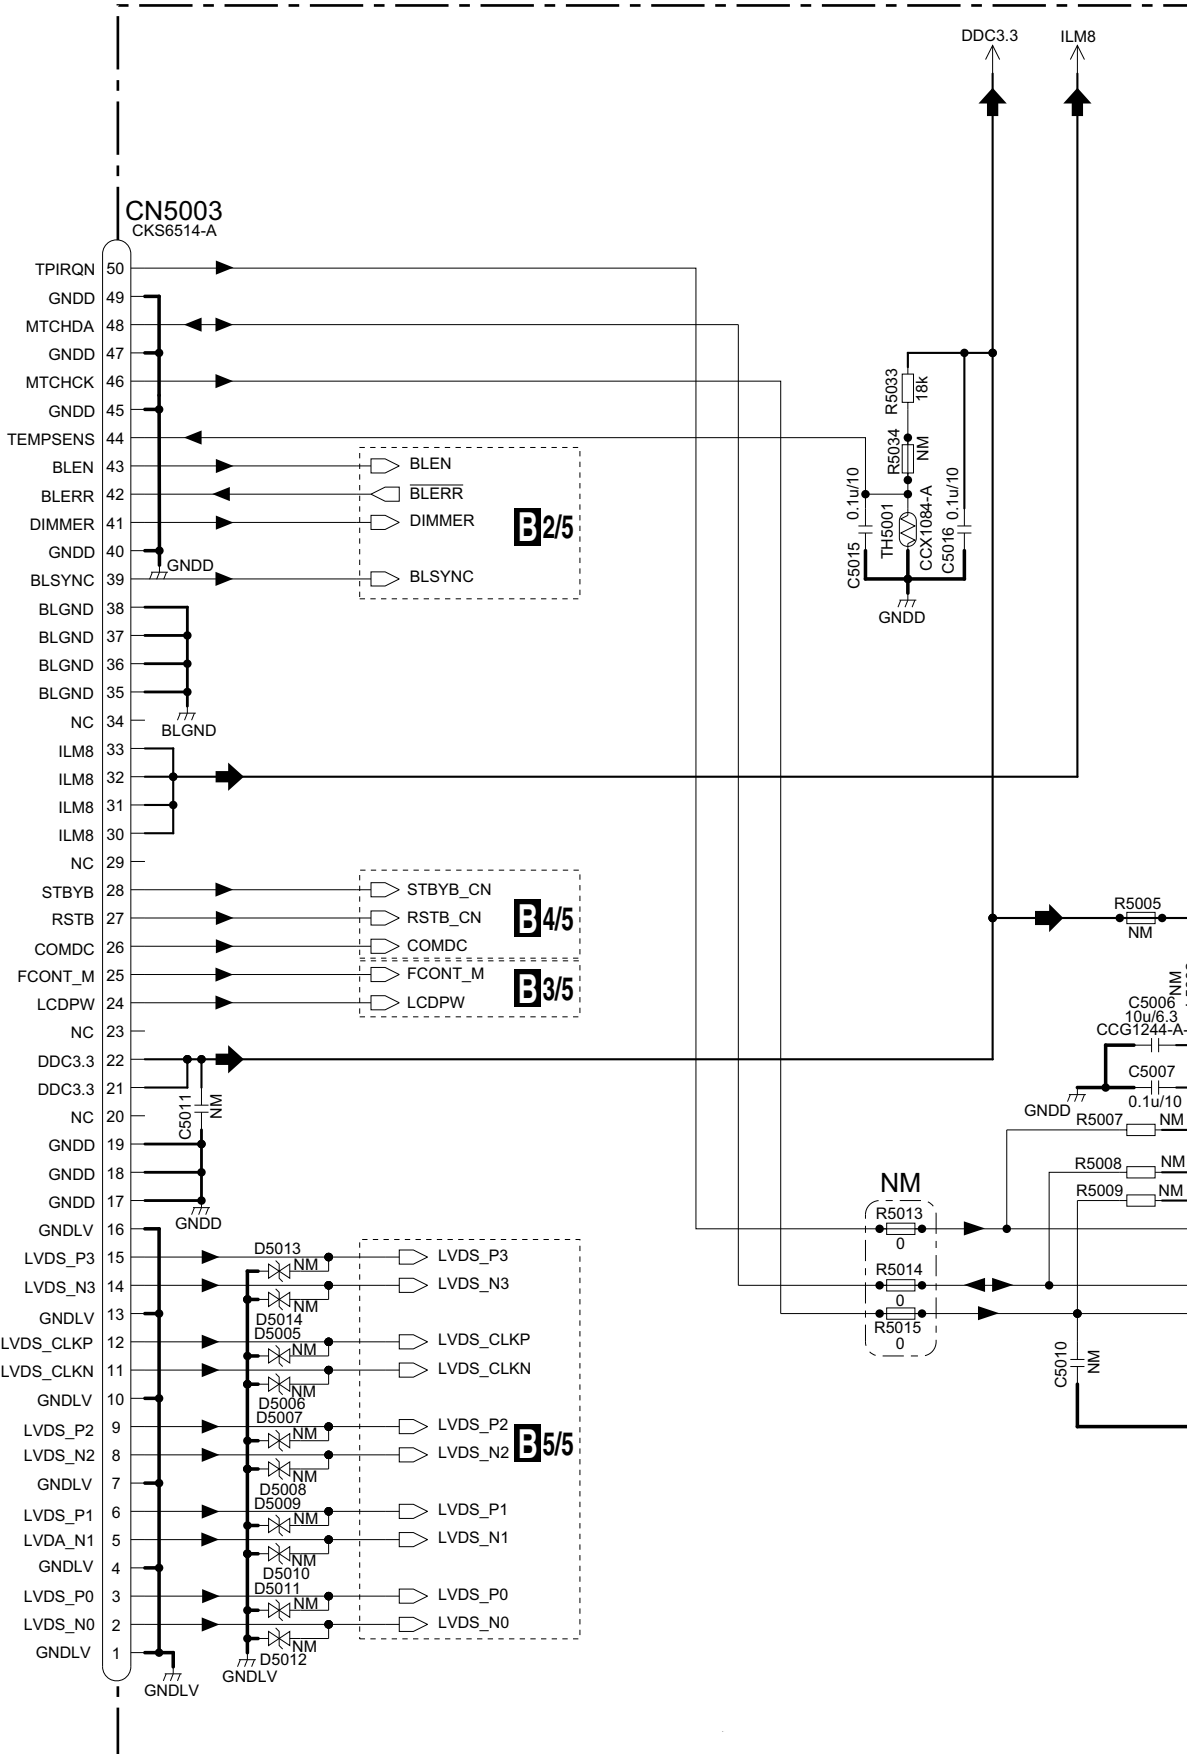 DDC3.3 ILM8
CN5003
CKS6514-A
TPIRQN 50
GNDD 49
MTCHDA 48
GNDD 47
MTCHCK 46
GNDD 45
TEMPSENS 44
BLEN 43
BLERR 42
DIMMER 41
GNDD 40
BLSYNC 39
BLGND 38
BLGND 37
BLGND 36
BLGND 35
NC 34
ILM8 33
ILM8 32
ILM8 31
ILM8 30
NC 29
STBYB 28
RSTB 27
COMDC 26
FCONT_M 25
LCDPW 24
NC 23
DDC3.3 22
DDC3.3 21
NC 20
GNDD 19
GNDD 18
GNDD 17
GNDLV 16
LVDS_P3 15
LVDS_N3 14
GNDLV 13
LVDS_CLKP 12
LVDS_CLKN 11
GNDLV 10
LVDS_P2 9
LVDS_N2 8
GNDLV 7
LVDS_P1 6
LVDA_N1 5
GNDLV 4
LVDS_P0 3
LVDS_N0 2
GNDLV 1
GNDLV
GNDD
BLGND
C5011
NM
GNDD
BLEN
BLERR
DIMMER
BLSYNC
B 2/5
STBYB_CN
RSTB_CN
COMDC
B 4/5
FCONT_M
LCDPW
B 3/5
D5013
NM
NM
D5014
D5005
NM
NM
D5006
D5007
NM
NM
D5008
D5009
NM
NM
D5010
D5011
NM
NM
D5012
GNDLV
LVDS_P3
LVDS_N3
LVDS_CLKP
LVDS_CLKN
LVDS_P2
LVDS_N2
B 5/5
LVDS_P1
LVDS_N1
LVDS_P0
LVDS_N0
R5033
18k
R5034
NM
C5015
0.1u/10
TH5001
CCX1084-A
C5016
0.1u/10
GNDD
R5005
NM
NM
C5006
10u/6.3
CCG1244-A-
C5007
0.1u/10
GNDD
R5007 NM
R5008 NM
R5009 NM
NM
R5013
0
R5014
0
R5015
0
C5010
NM